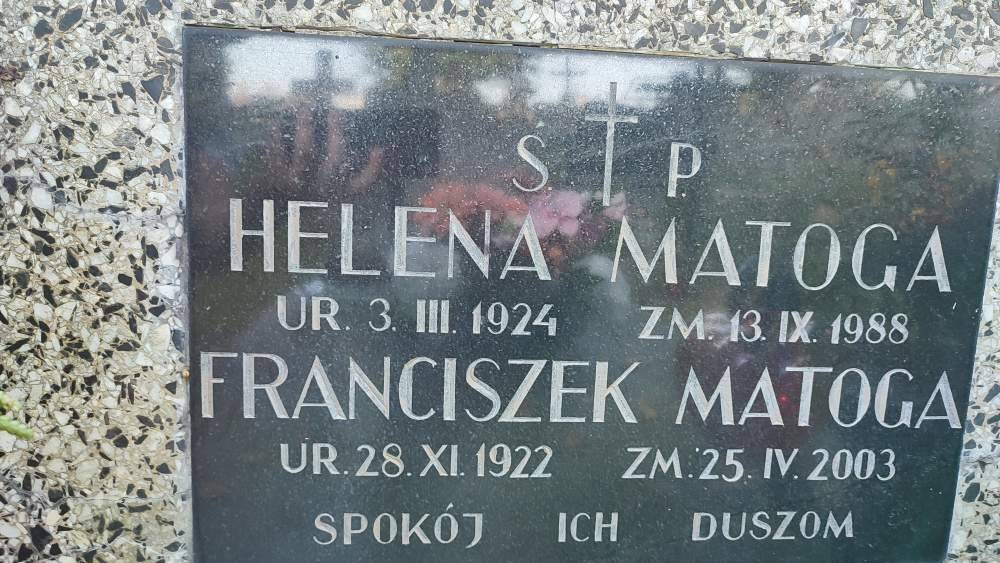 S P.
HELENA MATOGA
UR. 3. III. 1924 ZM. 13. IX. 1988
FRANCISZEK MATOGA
UR. 28. XI. 1922 ZM. 25. IV. 2003
SPOKÓJ ICH DUSZOM